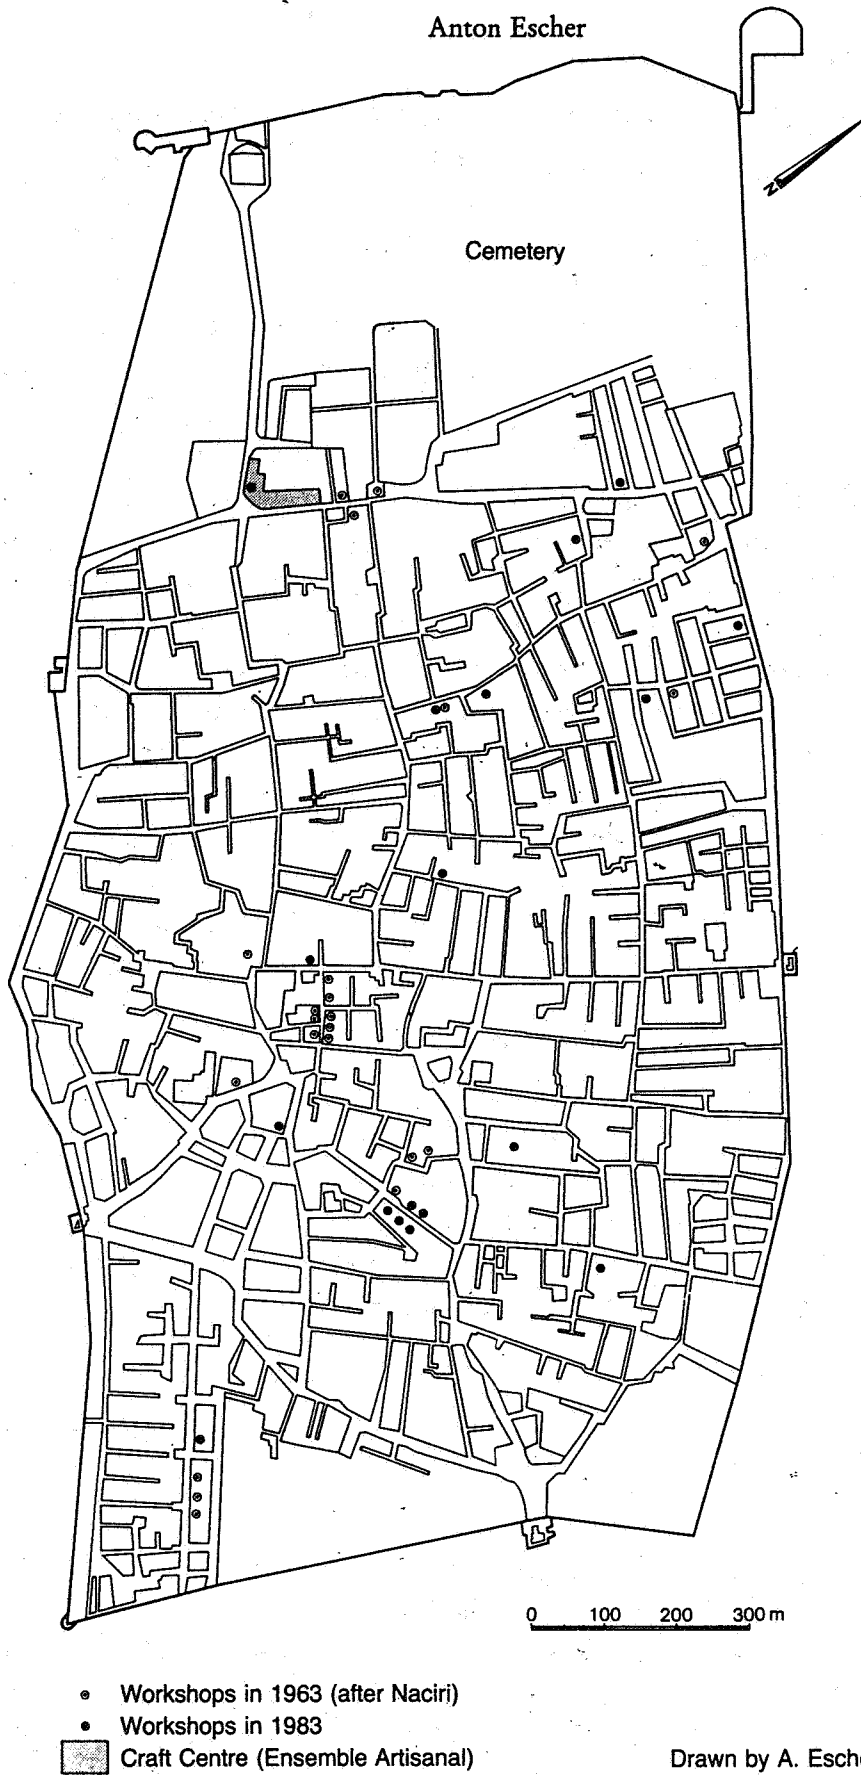 Anton Escher
N
Cemetery
0 100 200 300 m
Workshops in 1963 (after Naciri)
Workshops in 1983
Craft Centre (Ensemble Artisanal)
Drawn by A. Esche